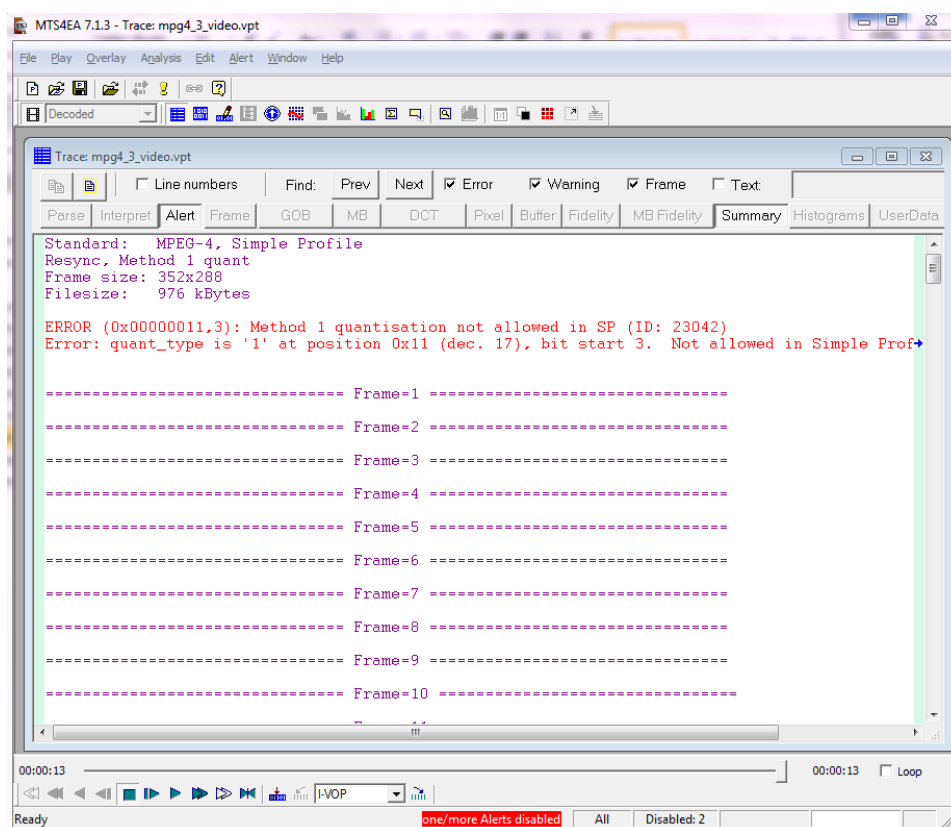 MTS4EA 7.1.3 - Trace: mpg4_3_video.vpt
File Play Overlay Analysis Edit Alert Window Help
Decoded
Trace: mpg4_3_video.vpt
Line numbers Find: Prev Next Error Warning Frame Text:
Parse Interpret Alert Frame GOB MB DCT Pixel Buffer Fidelity MB Fidelity Summary Histograms UserData
Standard: MPEG-4, Simple Profile
Resync, Method 1 quant
Frame size: 352x288
Filesize: 976 kBytes
ERROR (0x00000011,3): Method 1 quantisation not allowed in SP (ID: 23042)
Error: quant_type is '1' at position 0x11 (dec. 17), bit start 3. Not allowed in Simple Prof
================================ Frame=1 ================================
================================ Frame=2 ================================
================================ Frame=3 ================================
================================ Frame=4 ================================
================================ Frame=5 ================================
================================ Frame=6 ================================
================================ Frame=7 ================================
================================ Frame=8 ================================
================================ Frame=9 ================================
================================ Frame=10 ================================
00:00:13 00:00:13 Loop
I-VOP
Ready one/more Alerts disabled All Disabled: 2